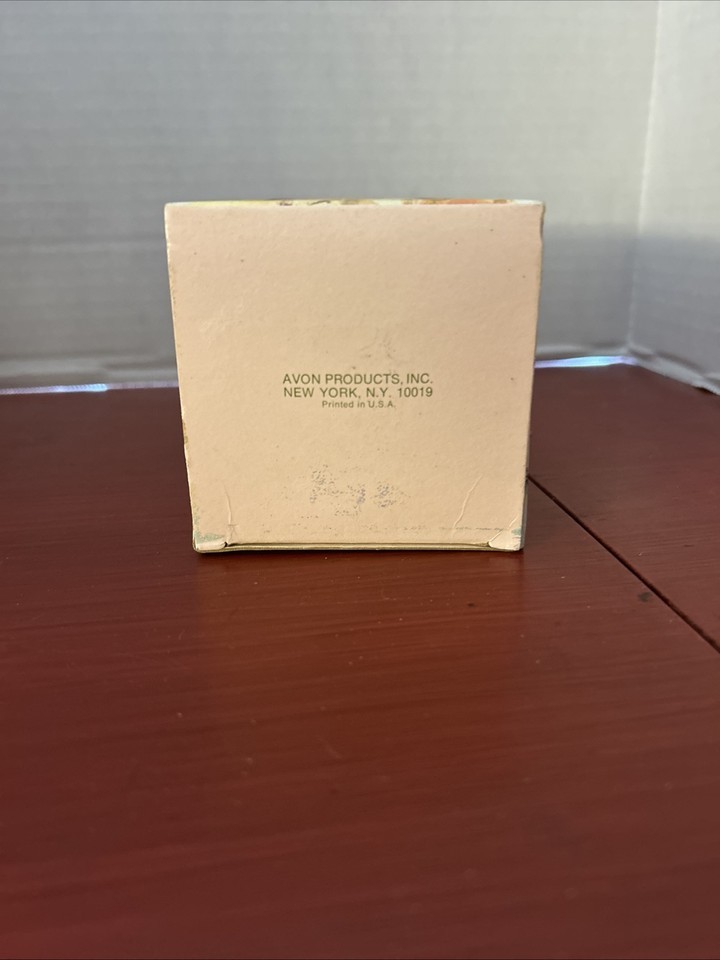 AVON PRODUCTS, INC.
NEW YORK, N.Y. 10019
Printed in U.S.A.